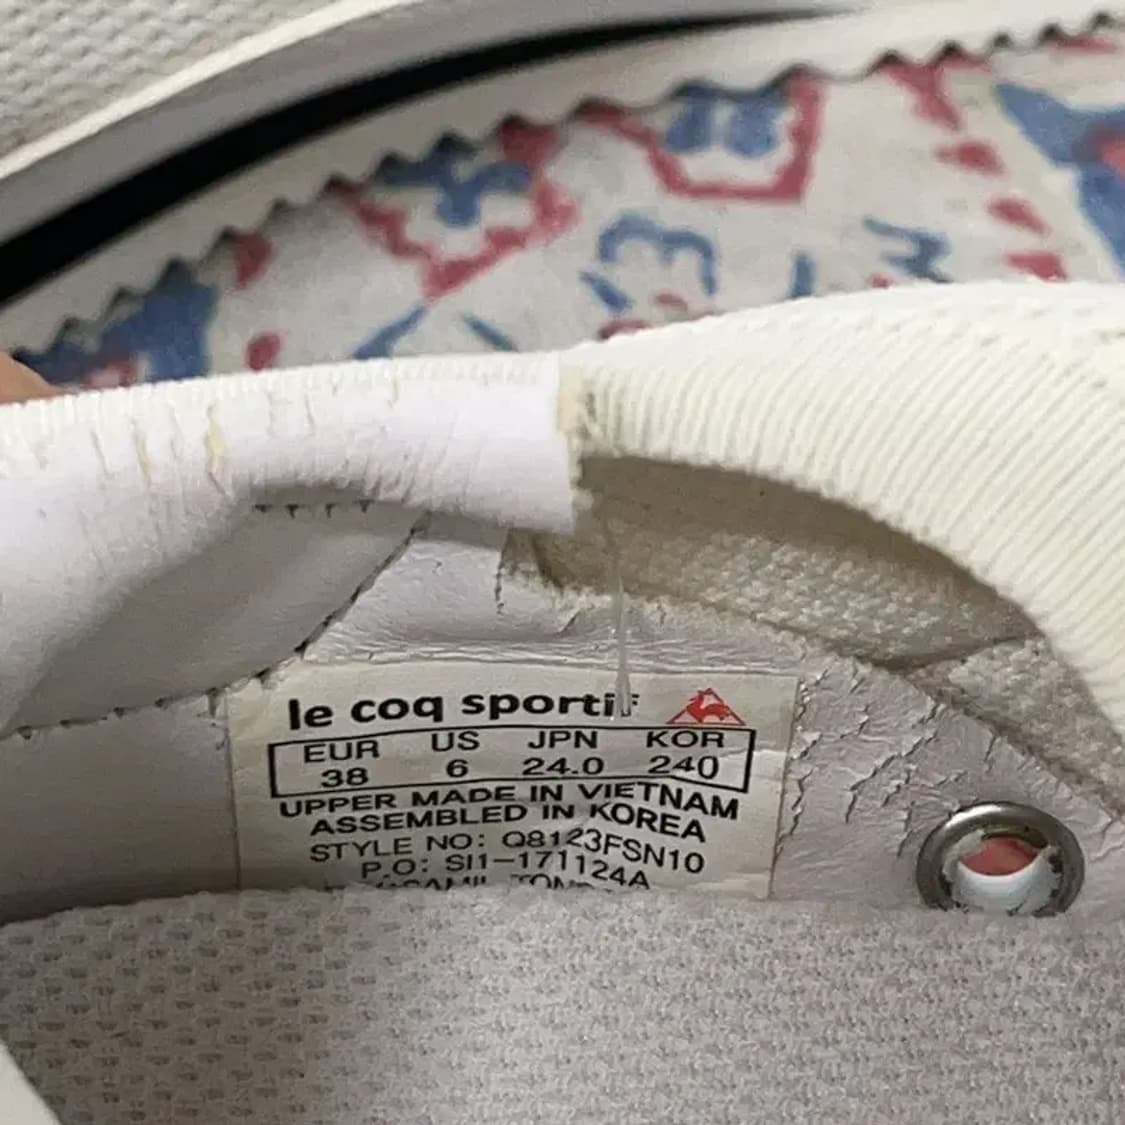 le coq sportif
EUR US JPN KOR
38 6 24.0 240
UPPER MADE IN VIETNAM
ASSEMBLED IN KOREA
STYLE NO: Q8123FSN10
P.O: SI1-171124A